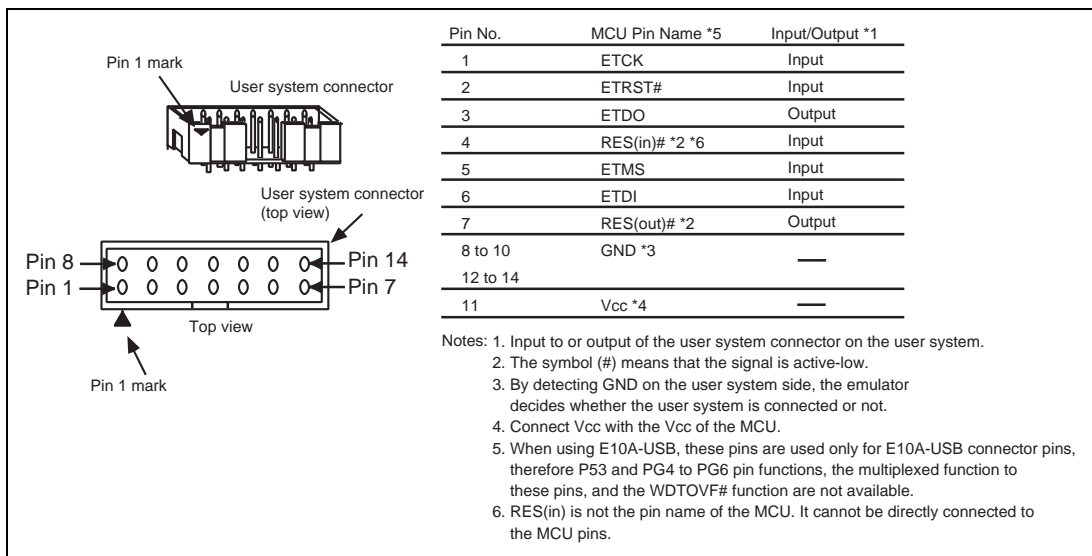 Pin 1 mark
User system connector
User system connector
(top view)
Pin 8
Pin 14
Pin 1
Pin 7
Top view
Pin 1 mark
Pin No. MCU Pin Name *5 Input/Output *1
1 ETCK Input
2 ETRST# Input
3 ETDO Output
4 RES(in)# *2 *6 Input
5 ETMS Input
6 ETDI Input
7 RES(out)# *2 Output
8 to 10 GND *3 —
12 to 14
11 Vcc *4 —
Notes: 1. Input to or output of the user system connector on the user system.
2. The symbol (#) means that the signal is active-low.
3. By detecting GND on the user system side, the emulator
decides whether the user system is connected or not.
4. Connect Vcc with the Vcc of the MCU.
5. When using E10A-USB, these pins are used only for E10A-USB connector pins,
therefore P53 and PG4 to PG6 pin functions, the multiplexed function to
these pins, and the WDTOVF# function are not available.
6. RES(in) is not the pin name of the MCU. It cannot be directly connected to
the MCU pins.